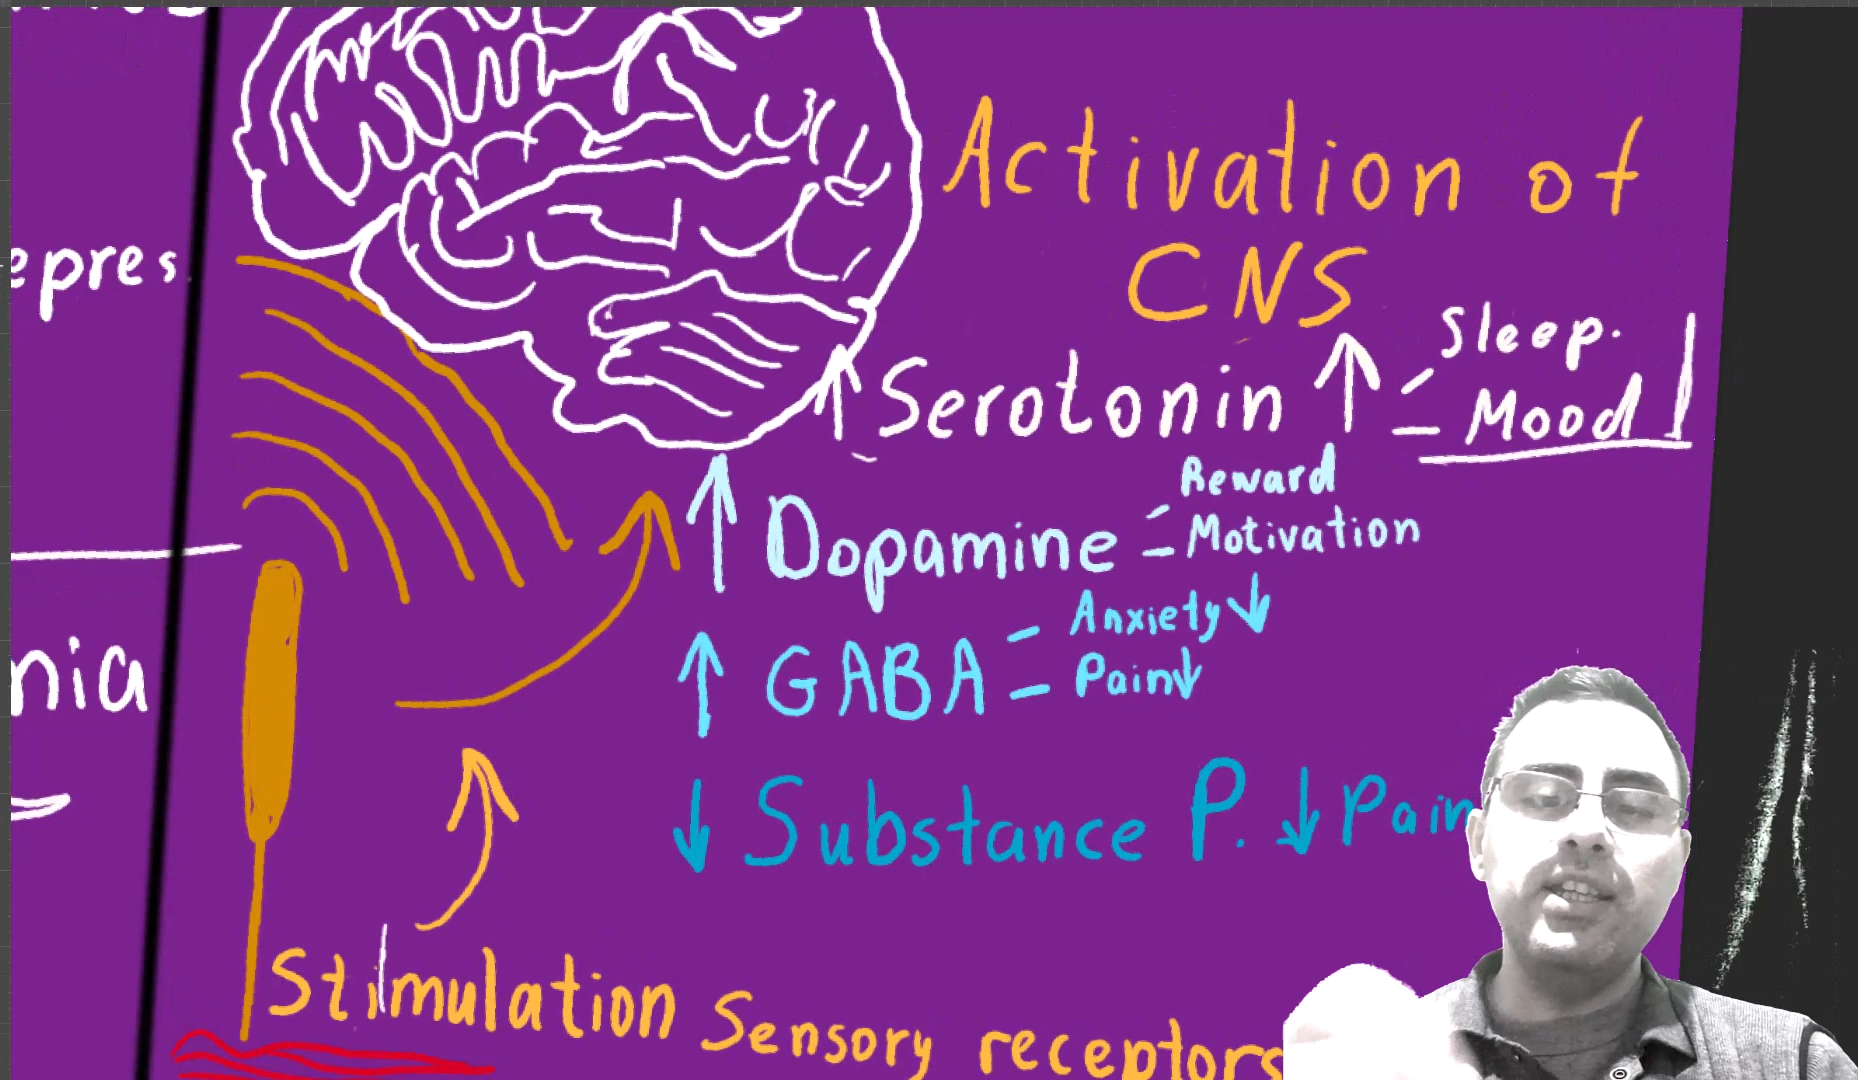 epres
nia
Activation of
CNS
↑ Serotonin ↑ - Sleep.
- Mood
↑ Dopamine - Reward
- Motivation
↑ GABA - Anxiety ↓
- Pain ↓
↓ Substance P. ↓ Pain
Stimulation Sensory receptors